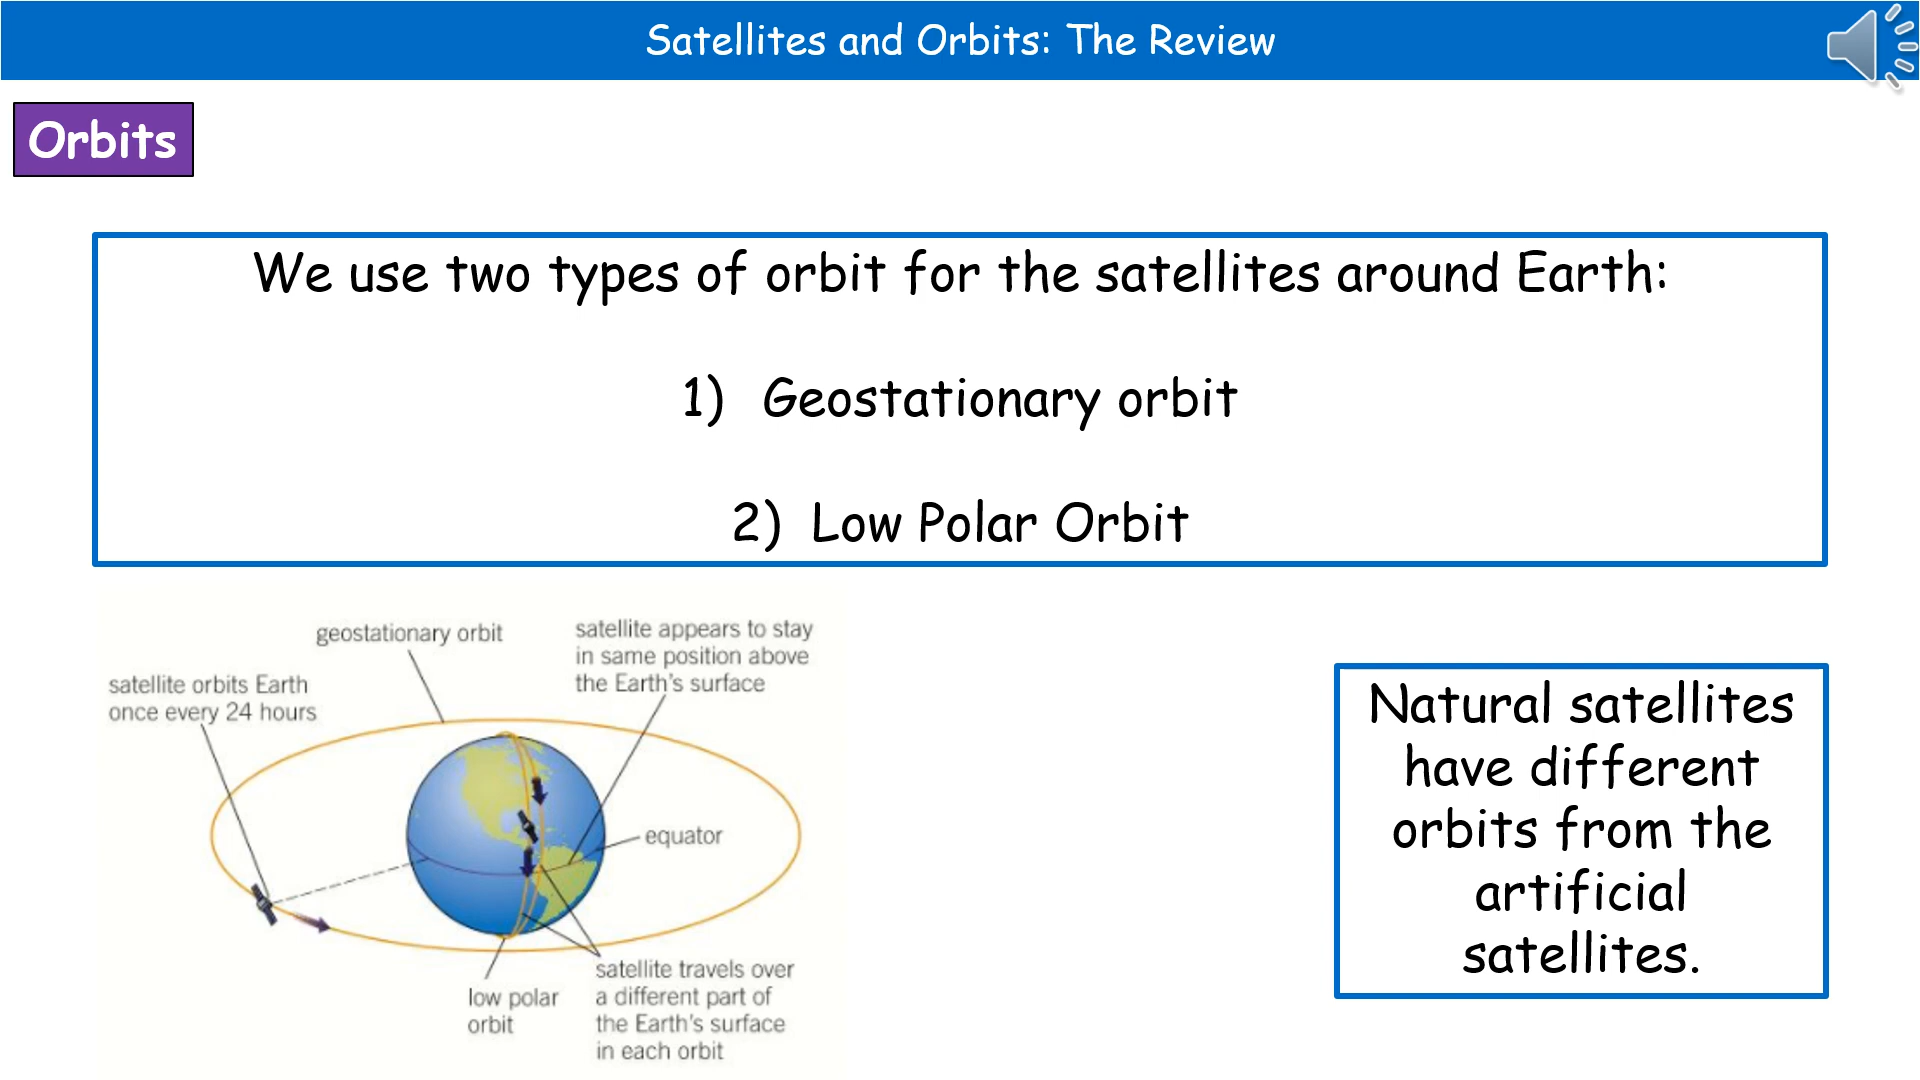 Satellites and Orbits: The Review
Orbits
We use two types of orbit for the satellites around Earth:
1) Geostationary orbit
2) Low Polar Orbit
geostationary orbit
satellite appears to stay
in same position above
the Earth's surface
satellite orbits Earth
once every 24 hours
equator
low polar
orbit
satellite travels over
a different part of
the Earth's surface
in each orbit
Natural satellites
have different
orbits from the
artificial
satellites.